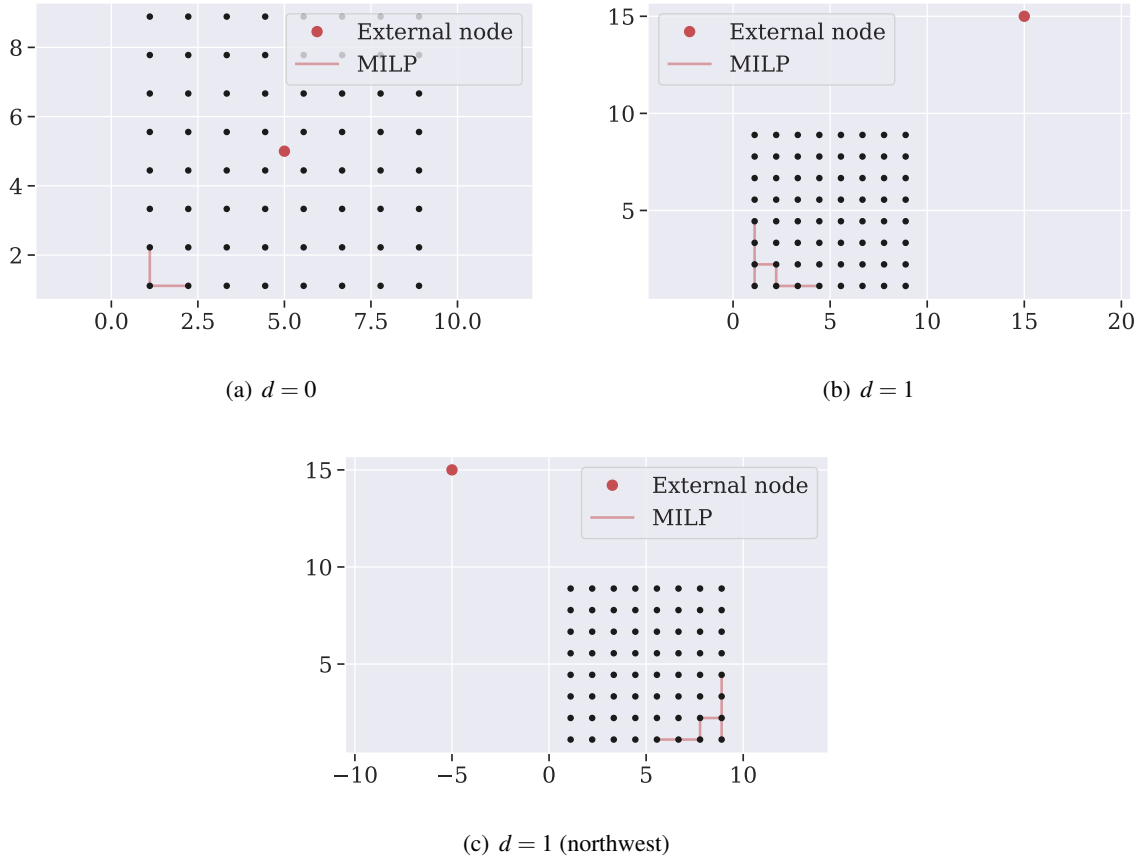 External node
MILP
8
6
4
2
0.0 2.5 5.0 7.5 10.0
(a) d = 0
External node
MILP
15
10
5
0 5 10 15 20
(b) d = 1
External node
MILP
15
10
5
−10 −5 0 5 10
(c) d = 1 (northwest)